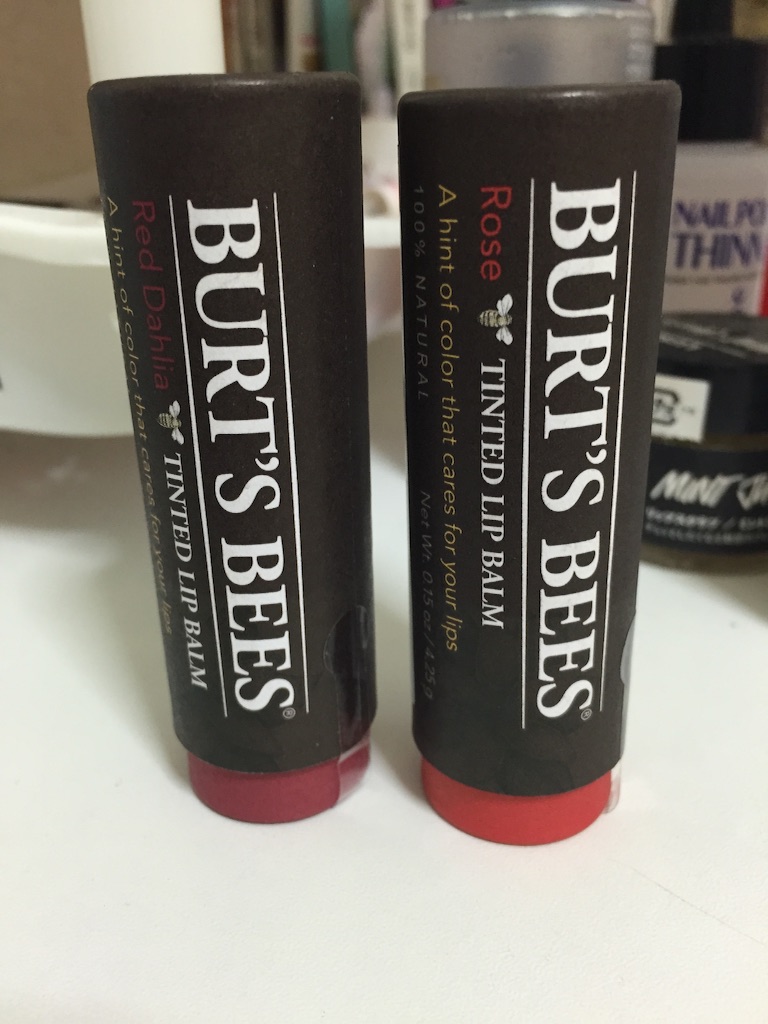 BURT'S BEES®
Red Dahlia TINTED LIP BALM
A hint of color that cares for your lips
BURT'S BEES®
Rose TINTED LIP BALM
A hint of color that cares for your lips
100% NATURAL Net Wt. 0.15 oz / 4.25 g
NAIL PO
THINN
MINT